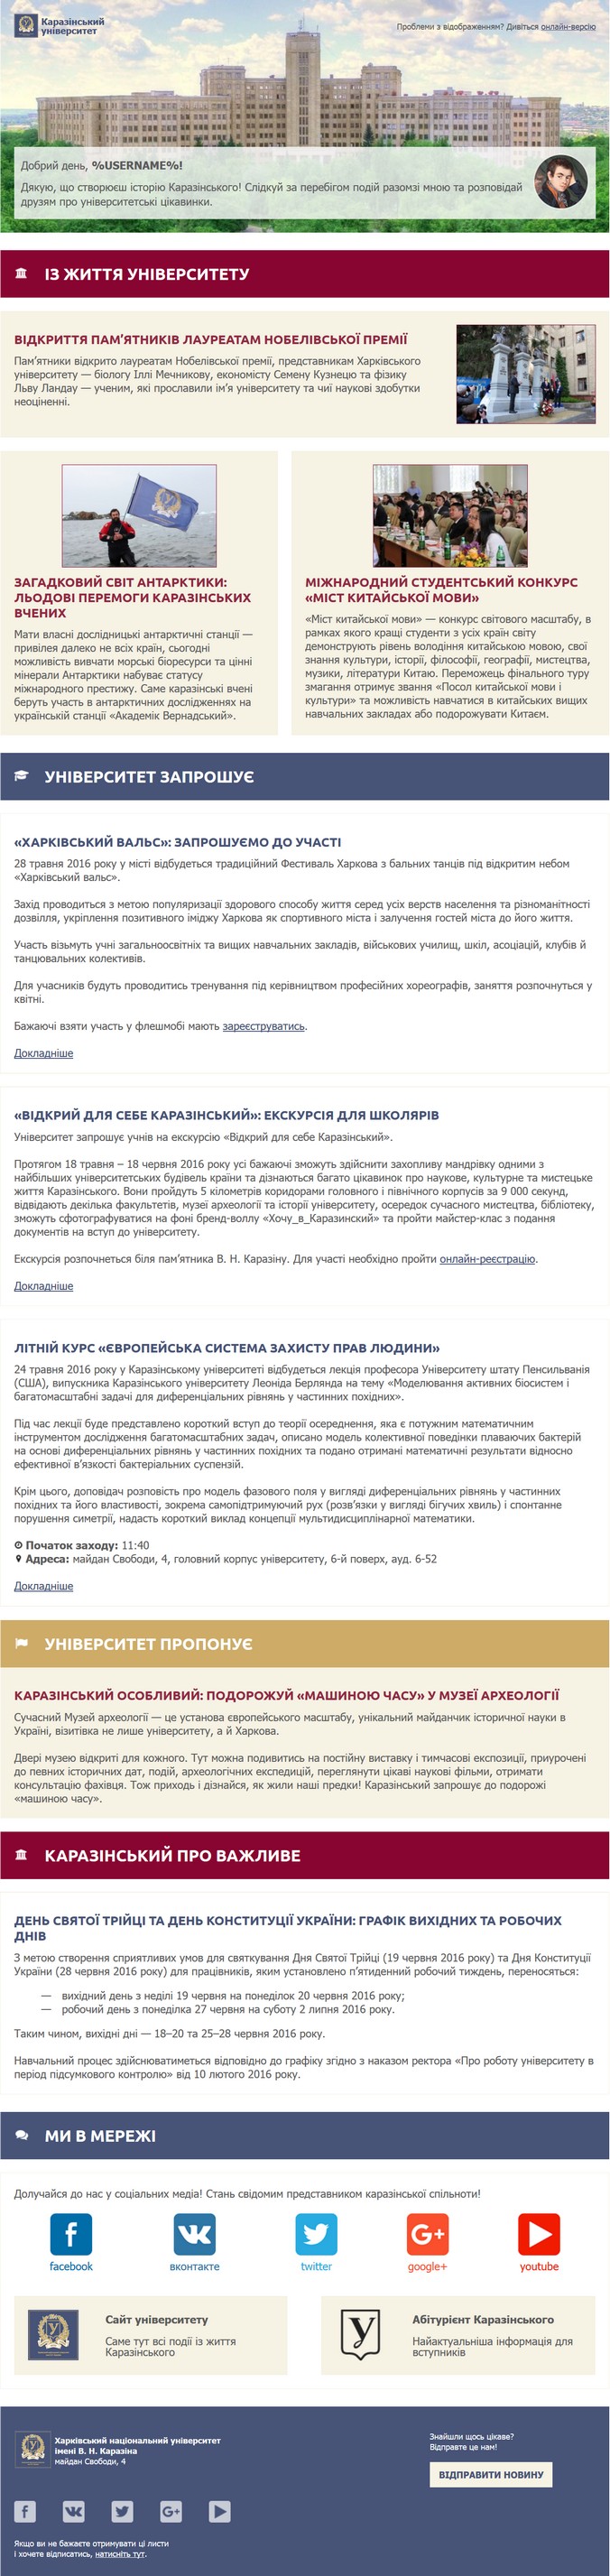 Каразінський
університет
Проблеми з відображенням? Дивіться онлайн-версію
Добрий день, %USERNAME%!
Дякую, що створюєш історію Каразінського! Слідкуй за перебігом подій разомзі мною та розповідай
друзям про університетські цікавинки.
ІЗ ЖИТТЯ УНІВЕРСИТЕТУ
ВІДКРИТТЯ ПАМ’ЯТНИКІВ ЛАУРЕАТАМ НОБЕЛІВСЬКОЇ ПРЕМІЇ
Пам’ятники відкрито лауреатам Нобелівської премії, представникам Харківського
університету — біологу Іллі Мечникову, економісту Семену Кузнецю та фізику
Льву Ландау — ученим, які прославили ім’я університету та чиї наукові здобутки
неоціненні.
ЗАГАДКОВИЙ СВІТ АНТАРКТИКИ:
ЛЬОДОВІ ПЕРЕМОГИ КАРАЗІНСЬКИХ
ВЧЕНИХ
Мати власні дослідницькі антарктичні станції —
привілея далеко не всіх країн, сьогодні
можливість вивчати морські біоресурси та цінні
мінерали Антарктики набуває статусу
міжнародного престижу. Саме каразінські вчені
беруть участь в антарктичних дослідженнях на
українській станції «Академік Вернадський».
МІЖНАРОДНИЙ СТУДЕНТСЬКИЙ КОНКУРС
«МІСТ КИТАЙСЬКОЇ МОВИ»
«Міст китайської мови» — конкурс світового масштабу, в
рамках якого кращі студенти з усіх країн світу
демонструють рівень володіння китайською мовою, свої
знання культури, історії, філософії, географії, мистецтва,
музики, літератури Китаю. Переможець фінального туру
змагання отримує звання «Посол китайської мови і
культури» та можливість навчатися в китайських вищих
навчальних закладах або подорожувати Китаєм.
УНІВЕРСИТЕТ ЗАПРОШУЄ
«ХАРКІВСЬКИЙ ВАЛЬС»: ЗАПРОШУЄМО ДО УЧАСТІ
28 травня 2016 року у місті відбудеться традиційний Фестиваль Харкова з бальних танців під відкритим небом
«Харківський вальс».
Захід проводиться з метою популяризації здорового способу життя серед усіх верств населення та різноманітності
дозвілля, укріплення позитивного іміджу Харкова як спортивного міста і залучення гостей міста до його життя.
Участь візьмуть учні загальноосвітніх та вищих навчальних закладів, військових училищ, шкіл, асоціацій, клубів й
танцювальних колективів.
Для учасників будуть проводитись тренування під керівництвом професійних хореографів, заняття розпочнуться у
квітні.
Бажаючі взяти участь у флешмобі мають зареєструватись.
Докладніше
«ВІДКРИЙ ДЛЯ СЕБЕ КАРАЗІНСЬКИЙ»: ЕКСКУРСІЯ ДЛЯ ШКОЛЯРІВ
Університет запрошує учнів на екскурсію «Відкрий для себе Каразінський».
Протягом 18 травня – 18 червня 2016 року усі бажаючі зможуть здійснити захопливу мандрівку одними з
найбільших університетських будівель країни та дізнаються багато цікавинок про наукове, культурне та мистецьке
життя Каразінського. Вони пройдуть 5 кілометрів коридорами головного і північного корпусів за 9 000 секунд,
відвідають декілька факультетів, музеї археології та історії університету, осередок сучасного мистецтва, бібліотеку,
зможуть сфотографуватися на фоні бренд-воллу «Хочу_в_Каразинский» та пройти майстер-клас з подання
документів на вступ до університету.
Екскурсія розпочнеться біля пам’ятника В. Н. Каразіну. Для участі необхідно пройти онлайн-реєстрацію.
Докладніше
ЛІТНІЙ КУРС «ЄВРОПЕЙСЬКА СИСТЕМА ЗАХИСТУ ПРАВ ЛЮДИНИ»
24 травня 2016 року у Каразінському університеті відбудеться лекція професора Університету штату Пенсильванія
(США), випускника Каразінського університету Леоніда Берлянда на тему «Моделювання активних біосистем і
багатомасштабні задачі для диференціальних рівнянь у частинних похідних».
Під час лекції буде представлено короткий вступ до теорії осереднення, яка є потужним математичним
інструментом дослідження багатомасштабних задач, описано модель колективної поведінки плаваючих бактерій
на основі диференціальних рівнянь у частинних похідних та подано отримані математичні результати відносно
ефективної в’язкості бактеріальних суспензій.
Крім цього, доповідач розповість про модель фазового поля у вигляді диференціальних рівнянь у частинних
похідних та його властивості, зокрема самопідтримуючий рух (розв’язки у вигляді бігучих хвиль) і спонтанне
порушення симетрії, надасть короткий виклад концепції мультидисциплінарної математики.
Початок заходу: 11:40
Адреса: майдан Свободи, 4, головний корпус університету, 6-й поверх, ауд. 6-52
Докладніше
УНІВЕРСИТЕТ ПРОПОНУЄ
КАРАЗІНСЬКИЙ ОСОБЛИВИЙ: ПОДОРОЖУЙ «МАШИНОЮ ЧАСУ» У МУЗЕЇ АРХЕОЛОГІЇ
Сучасний Музей археології — це установа європейського масштабу, унікальний майданчик історичної науки в
Україні, візитівка не лише університету, а й Харкова.
Двері музею відкриті для кожного. Тут можна подивитись на постійну виставку і тимчасові експозиції, приурочені
до певних історичних дат, подій, археологічних експедицій, переглянути цікаві наукові фільми, отримати
консультацію фахівця. Тож приходь і дізнайся, як жили наші предки! Каразінський запрошує до подорожі
«машиною часу».
КАРАЗІНСЬКИЙ ПРО ВАЖЛИВЕ
ДЕНЬ СВЯТОЇ ТРІЙЦІ ТА ДЕНЬ КОНСТИТУЦІЇ УКРАЇНИ: ГРАФІК ВИХІДНИХ ТА РОБОЧИХ
ДНІВ
З метою створення сприятливих умов для святкування Дня Святої Трійці (19 червня 2016 року) та Дня Конституції
України (28 червня 2016 року) для працівників, яким установлено п’ятиденний робочий тиждень, переносяться:
— вихідний день з неділі 19 червня на понеділок 20 червня 2016 року;
— робочий день з понеділка 27 червня на суботу 2 липня 2016 року.
Таким чином, вихідні дні — 18–20 та 25–28 червня 2016 року.
Навчальний процес здійснюватиметься відповідно до графіку згідно з наказом ректора «Про роботу університету в
період підсумкового контролю» від 10 лютого 2016 року.
МИ В МЕРЕЖІ
Долучайся до нас у соціальних медіа! Стань свідомим представником каразінської спільноти!
facebook
вконтакте
twitter
google+
youtube
Сайт університету
Саме тут всі події із життя
Каразінського
Абітурієнт Каразінського
Найактуальніша інформація для
вступників
Харківський національний університет
імені В. Н. Каразіна
майдан Свободи, 4
Знайшли щось цікаве?
Відправте це нам!
ВІДПРАВИТИ НОВИНУ
Якщо ви не бажаєте отримувати ці листи
і хочете відписатись, натисніть тут.